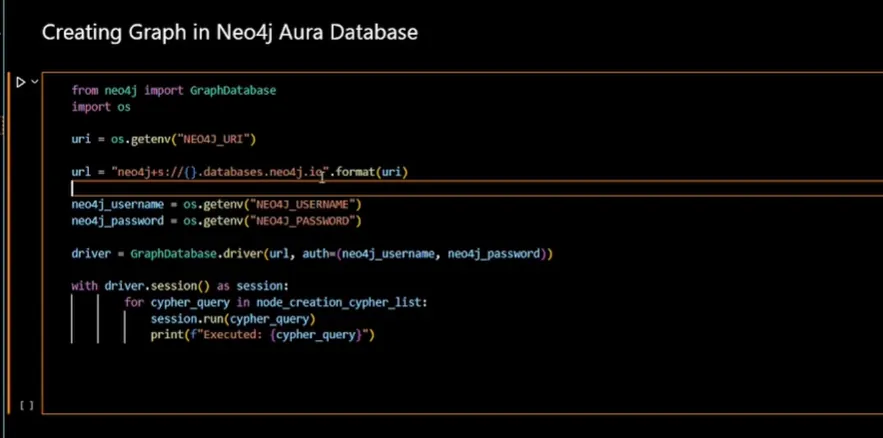 Creating Graph in Neo4j Aura Database
from neo4j import GraphDatabase
import os
uri = os.getenv("NEO4J_URI")
url = "neo4j+s://{}.databases.neo4j.io".format(uri)
neo4j_username = os.getenv("NEO4J_USERNAME")
neo4j_password = os.getenv("NEO4J_PASSWORD")
driver = GraphDatabase.driver(url, auth=(neo4j_username, neo4j_password))
with driver.session() as session:
for cypher_query in node_creation_cypher_list:
session.run(cypher_query)
print(f"Executed: {cypher_query}")
[ ]